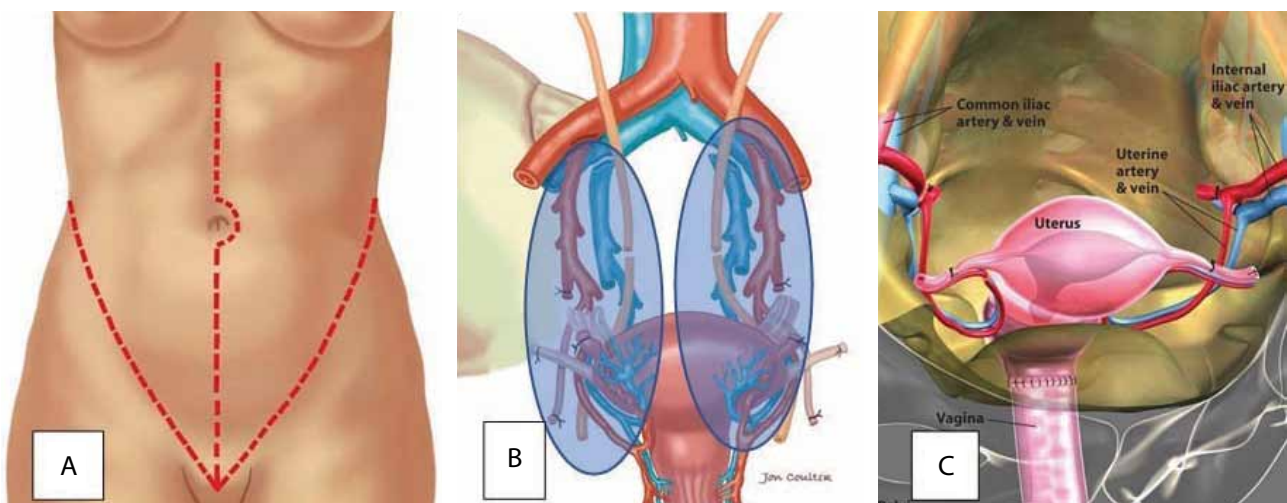 A
B
Jon Coulter
Common iliac
artery & vein
Internal
iliac artery
& vein
Uterine
artery
& vein
Uterus
Vagina
C